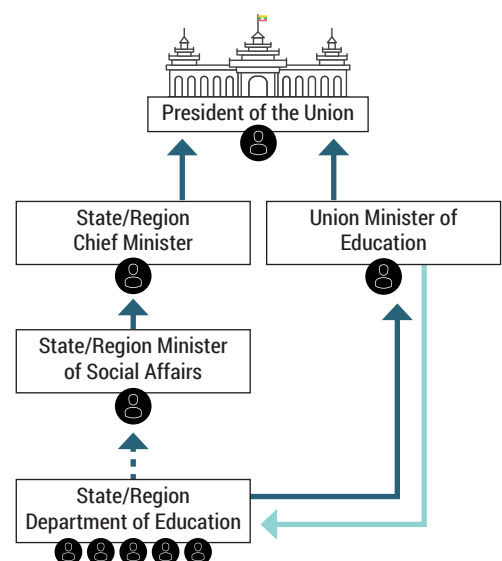 President of the Union
State/Region
Chief Minister
Union Minister of
Education
State/Region Minister
of Social Affairs
State/Region
Department of Education